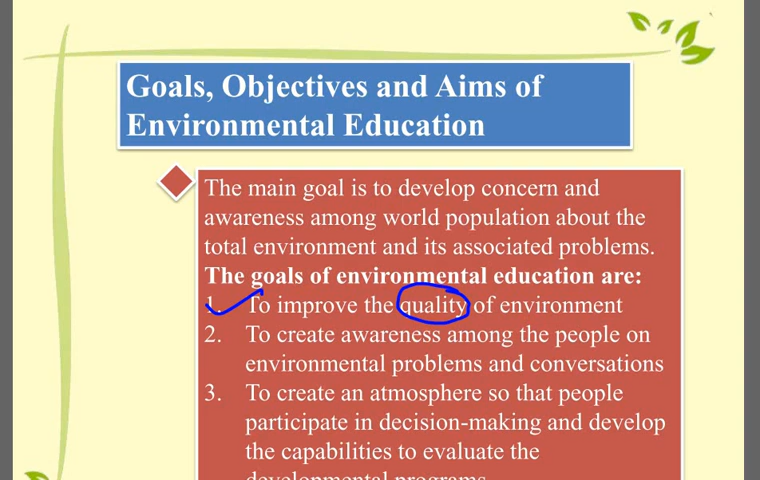 Goals, Objectives and Aims of
Environmental Education
The main goal is to develop concern and
awareness among world population about the
total environment and its associated problems.
The goals of environmental education are:
1. To improve the quality of environment
2. To create awareness among the people on
environmental problems and conversations
3. To create an atmosphere so that people
participate in decision-making and develop
the capabilities to evaluate the
developmental programs